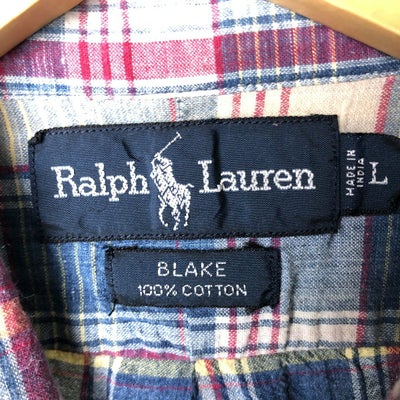 Ralph Lauren
MADE IN
INDIA
L
BLAKE
100% COTTON